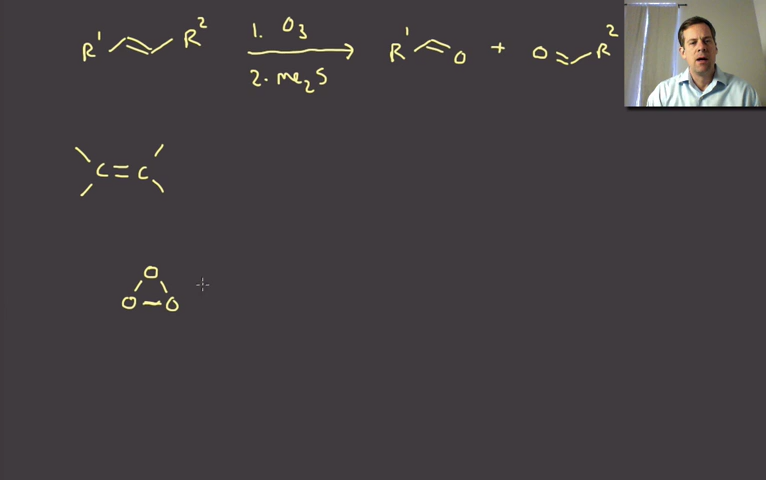 R¹ R² 1. O₃ R¹ O + O R²
2. Me₂S
C=C
O
O-O